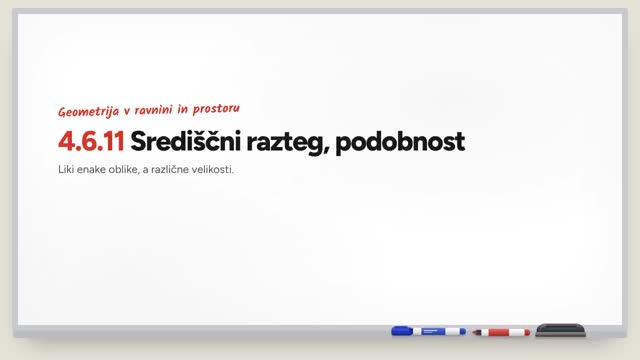 Geometrija v ravnini in prostoru
4.6.11 Središčni razteg, podobnost
Liki enake oblike, a različne velikosti.